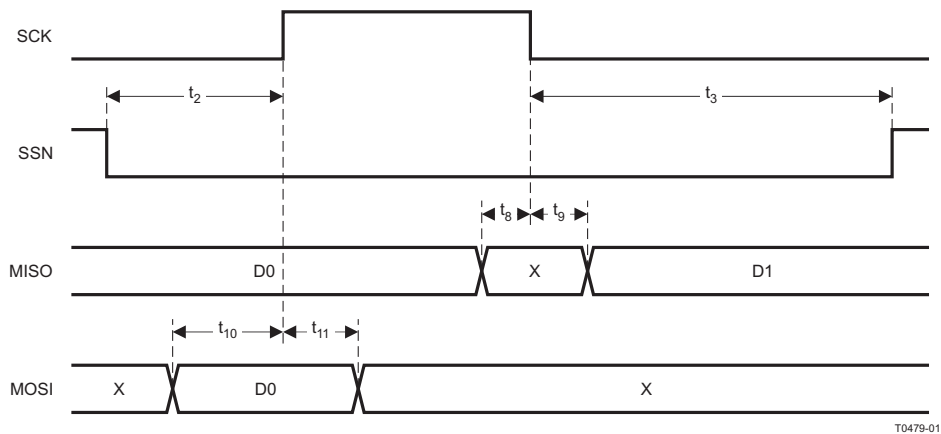 SCK
t2
t3
SSN
t8
t9
MISO
D0
X
D1
t10
t11
MOSI
X
D0
X
T0479-01